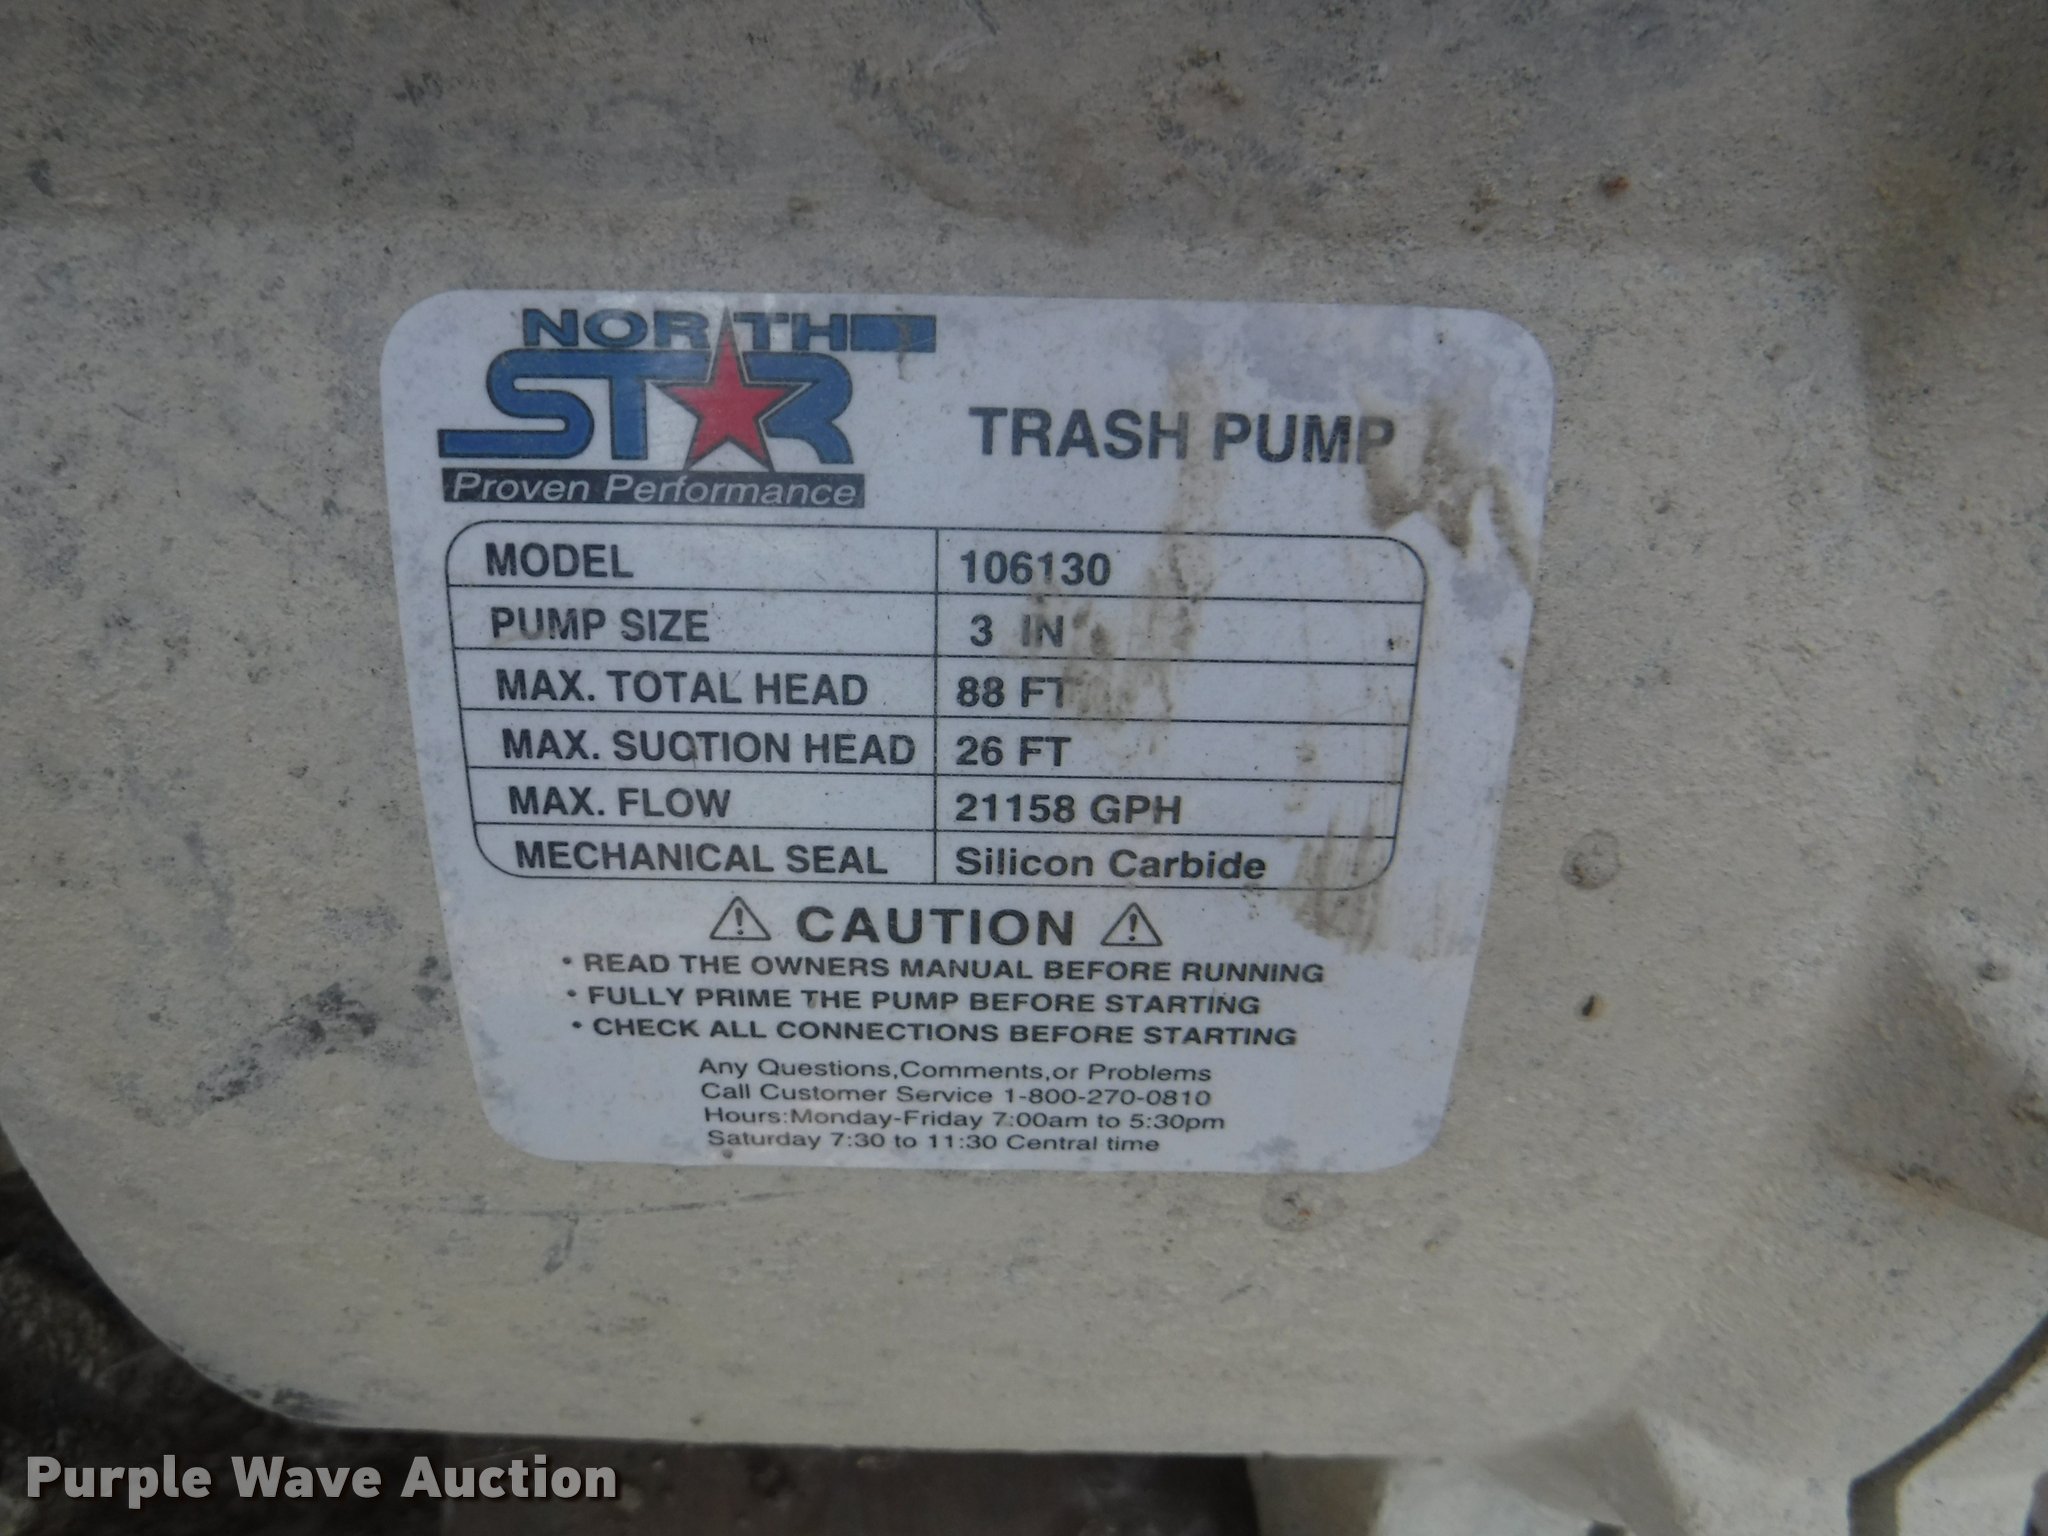 NORTH
STAR
Proven Performance
TRASH PUMP
MODEL 106130
PUMP SIZE 3 IN
MAX. TOTAL HEAD 88 FT
MAX. SUCTION HEAD 26 FT
MAX. FLOW 21158 GPH
MECHANICAL SEAL Silicon Carbide
⚠ CAUTION ⚠
• READ THE OWNERS MANUAL BEFORE RUNNING
• FULLY PRIME THE PUMP BEFORE STARTING
• CHECK ALL CONNECTIONS BEFORE STARTING
Any Questions,Comments,or Problems
Call Customer Service 1-800-270-0810
Hours:Monday-Friday 7:00am to 5:30pm
Saturday 7:30 to 11:30 Central time
Purple Wave Auction